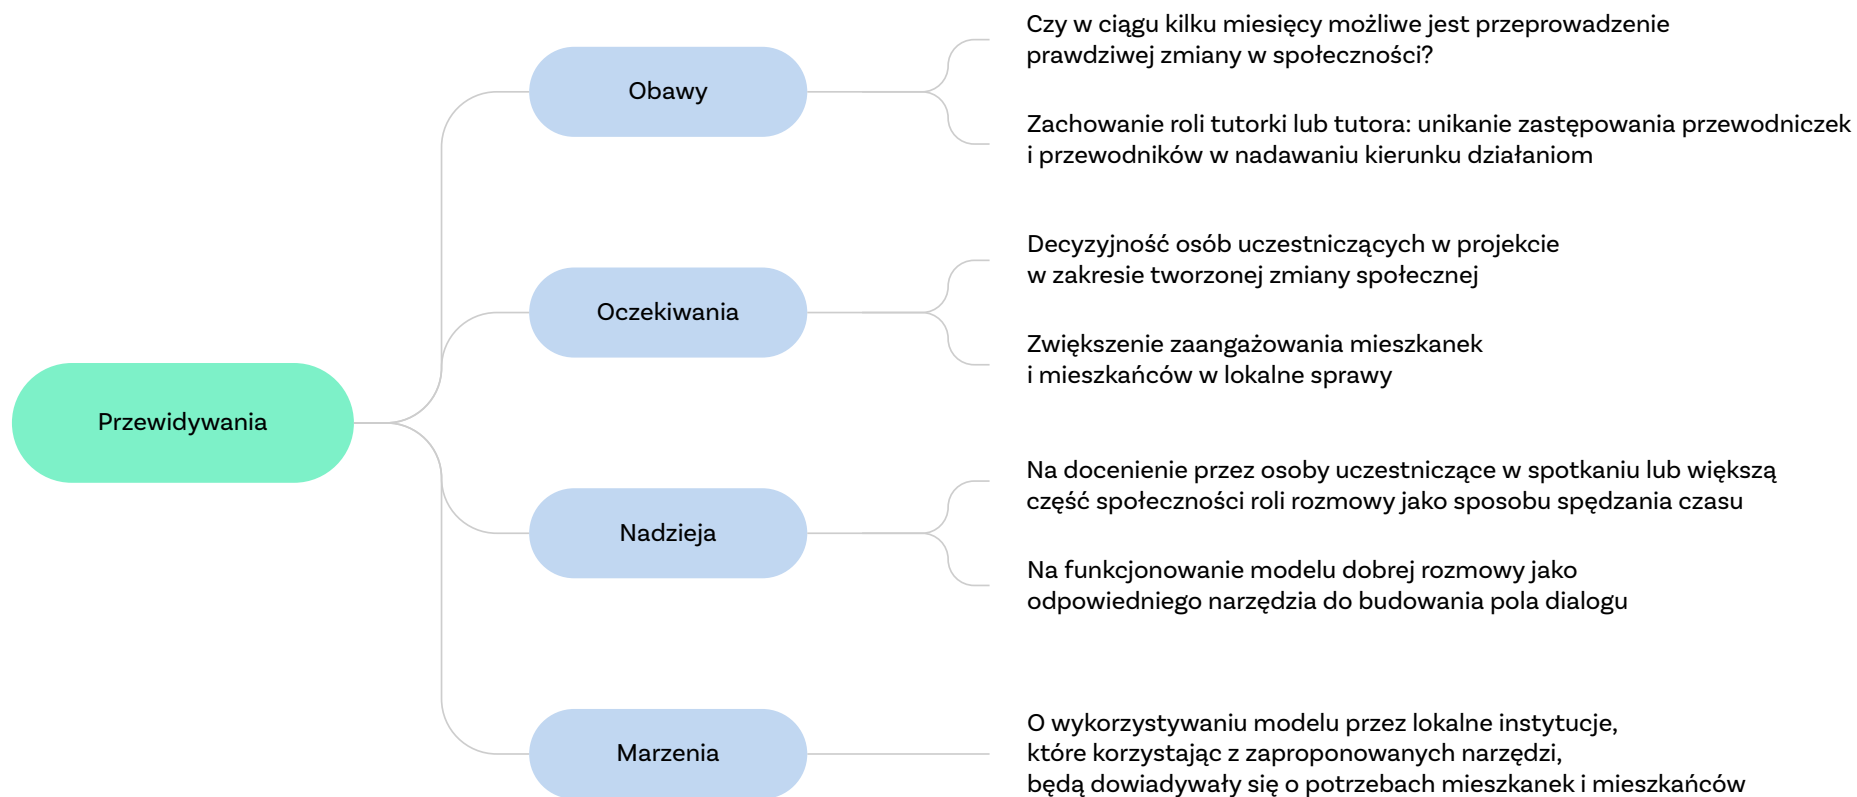 Przewidywania
Obawy
Czy w ciągu kilku miesięcy możliwe jest przeprowadzenie
prawdziwej zmiany w społeczności?
Zachowanie roli tutorki lub tutora: unikanie zastępowania przewodniczek
i przewodników w nadawaniu kierunku działaniom
Oczekiwania
Decyzyjność osób uczestniczących w projekcie
w zakresie tworzonej zmiany społecznej
Zwiększenie zaangażowania mieszkanek
i mieszkańców w lokalne sprawy
Nadzieja
Na docenienie przez osoby uczestniczące w spotkaniu lub większą
część społeczności roli rozmowy jako sposobu spędzania czasu
Na funkcjonowanie modelu dobrej rozmowy jako
odpowiedniego narzędzia do budowania pola dialogu
Marzenia
O wykorzystywaniu modelu przez lokalne instytucje,
które korzystając z zaproponowanych narzędzi,
będą dowiadywały się o potrzebach mieszkanek i mieszkańców